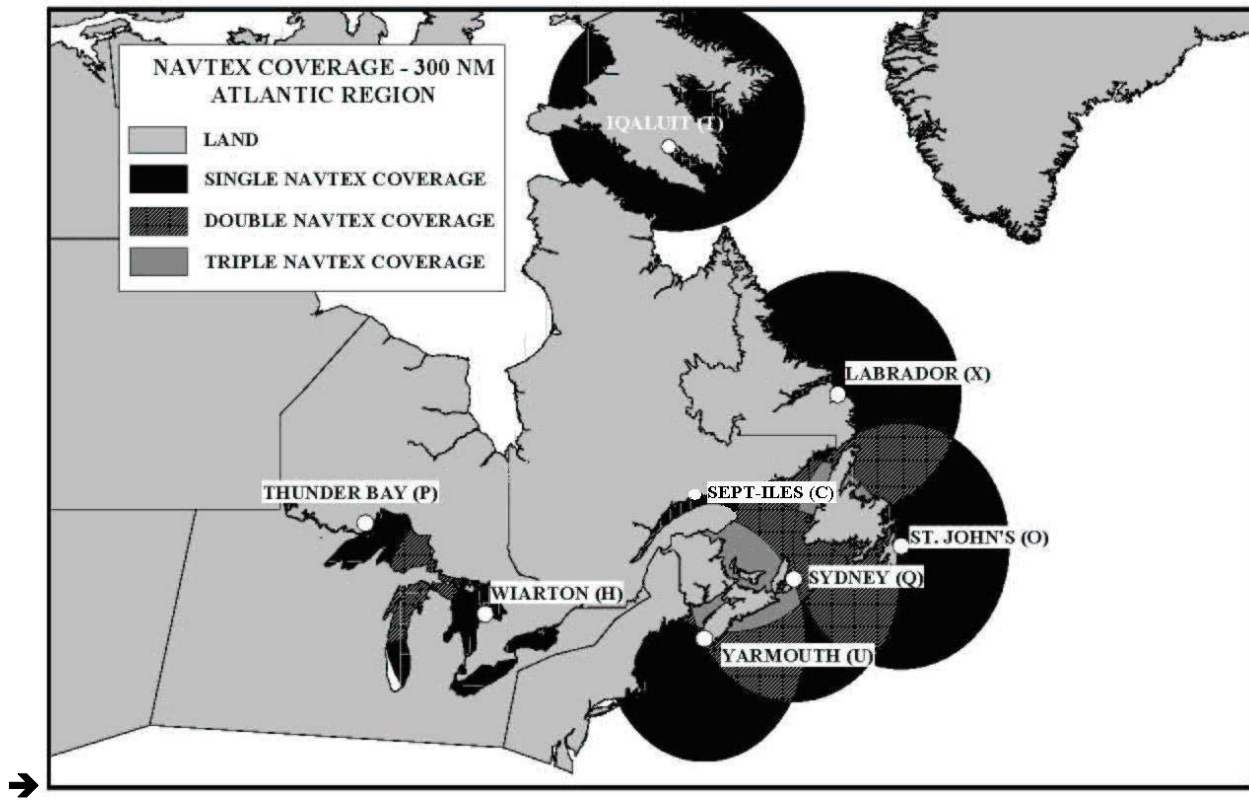 NAVTEX COVERAGE - 300 NM
ATLANTIC REGION
LAND
SINGLE NAVTEX COVERAGE
DOUBLE NAVTEX COVERAGE
TRIPLE NAVTEX COVERAGE
IQALUIT (T)
LABRADOR (X)
THUNDER BAY (P)
SEPT-ILES (C)
ST. JOHN'S (O)
SYDNEY (Q)
WIARTON (H)
YARMOUTH (U)